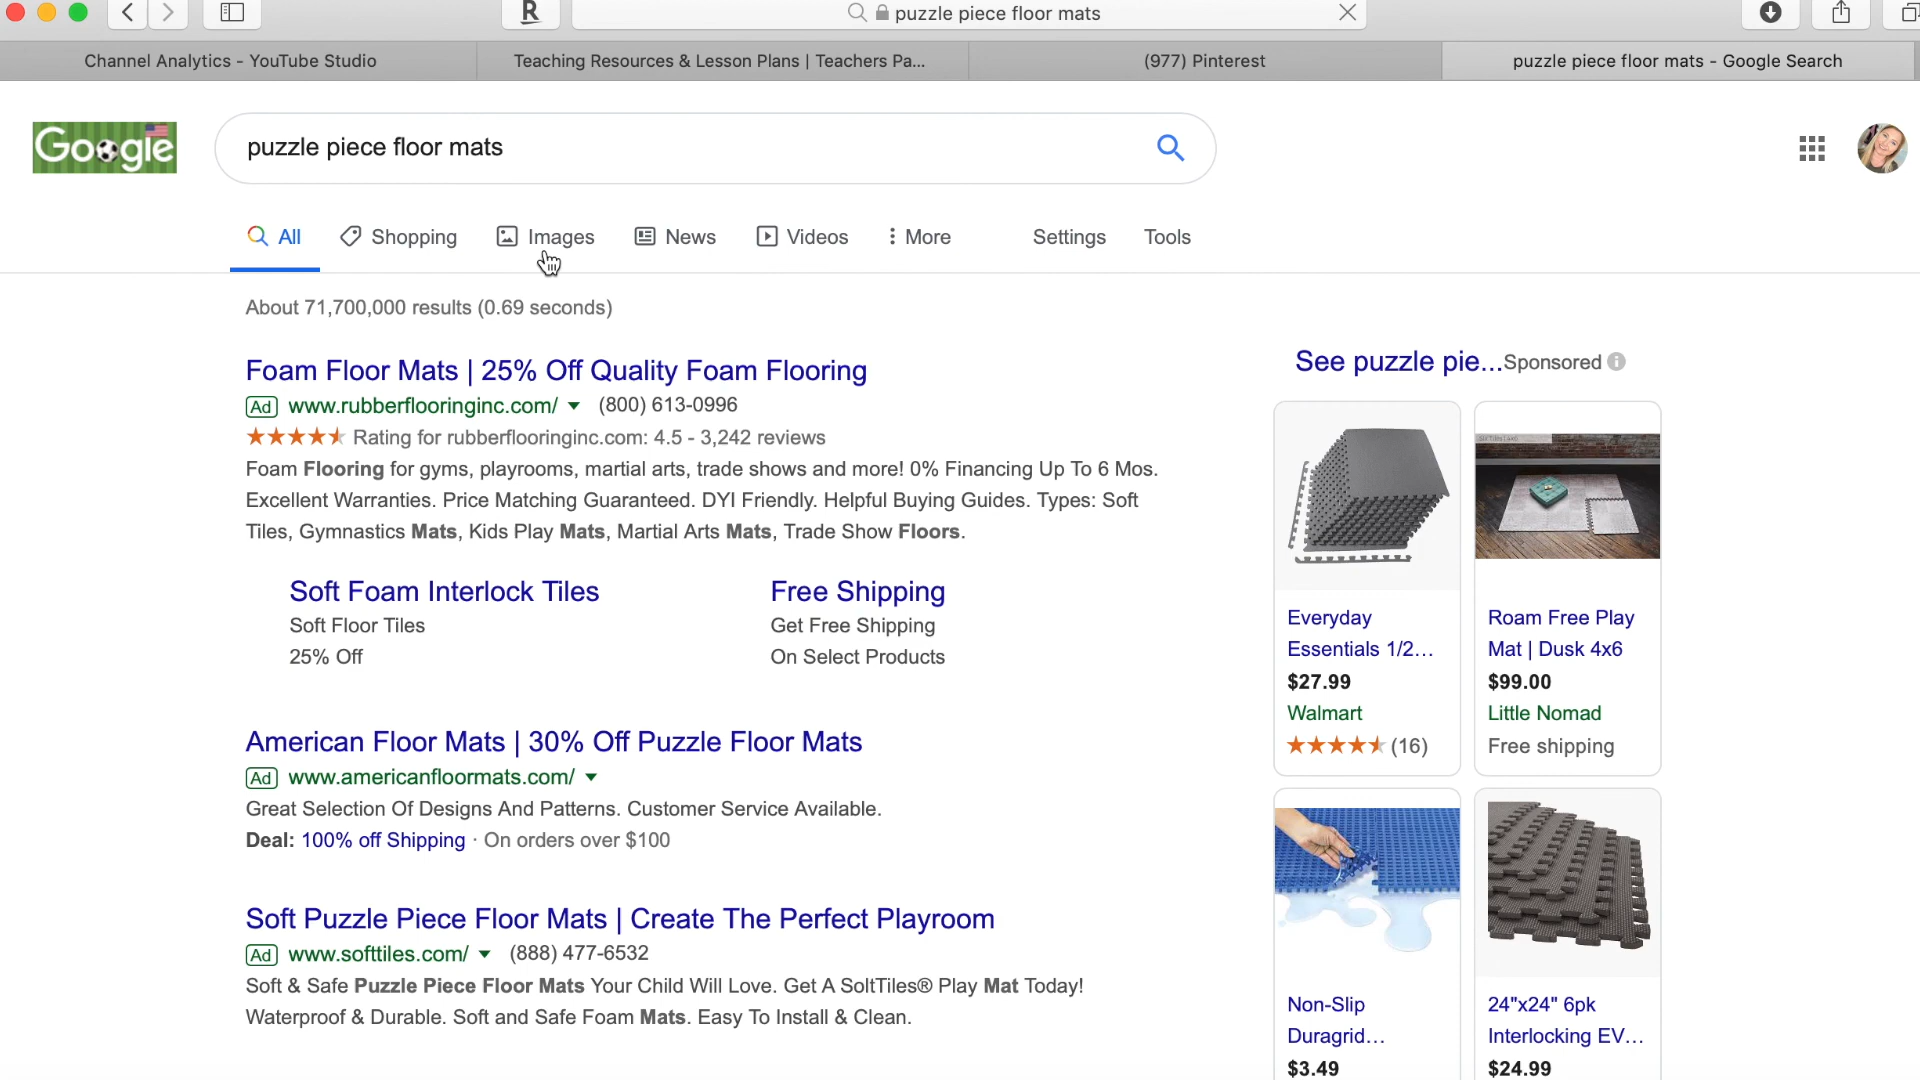 R
puzzle piece floor mats
Channel Analytics - YouTube Studio
Teaching Resources & Lesson Plans | Teachers Pa...
(977) Pinterest
puzzle piece floor mats - Google Search
Google
puzzle piece floor mats
All
Shopping
Images
News
Videos
More
Settings
Tools
About 71,700,000 results (0.69 seconds)
Foam Floor Mats | 25% Off Quality Foam Flooring
Ad www.rubberflooringinc.com/ (800) 613-0996
Rating for rubberflooringinc.com: 4.5 - 3,242 reviews
Foam Flooring for gyms, playrooms, martial arts, trade shows and more! 0% Financing Up To 6 Mos.
Excellent Warranties. Price Matching Guaranteed. DYI Friendly. Helpful Buying Guides. Types: Soft
Tiles, Gymnastics Mats, Kids Play Mats, Martial Arts Mats, Trade Show Floors.
Soft Foam Interlock Tiles
Soft Floor Tiles
25% Off
Free Shipping
Get Free Shipping
On Select Products
American Floor Mats | 30% Off Puzzle Floor Mats
Ad www.americanfloormats.com/
Great Selection Of Designs And Patterns. Customer Service Available.
Deal: 100% off Shipping · On orders over $100
Soft Puzzle Piece Floor Mats | Create The Perfect Playroom
Ad www.softtiles.com/ (888) 477-6532
Soft & Safe Puzzle Piece Floor Mats Your Child Will Love. Get A SoltTiles® Play Mat Today!
Waterproof & Durable. Soft and Safe Foam Mats. Easy To Install & Clean.
See puzzle pie... Sponsored
Everyday
Essentials 1/2...
$27.99
Walmart
(16)
Roam Free Play
Mat | Dusk 4x6
$99.00
Little Nomad
Free shipping
Non-Slip
Duragrid...
$3.49
24"x24" 6pk
Interlocking EV...
$24.99